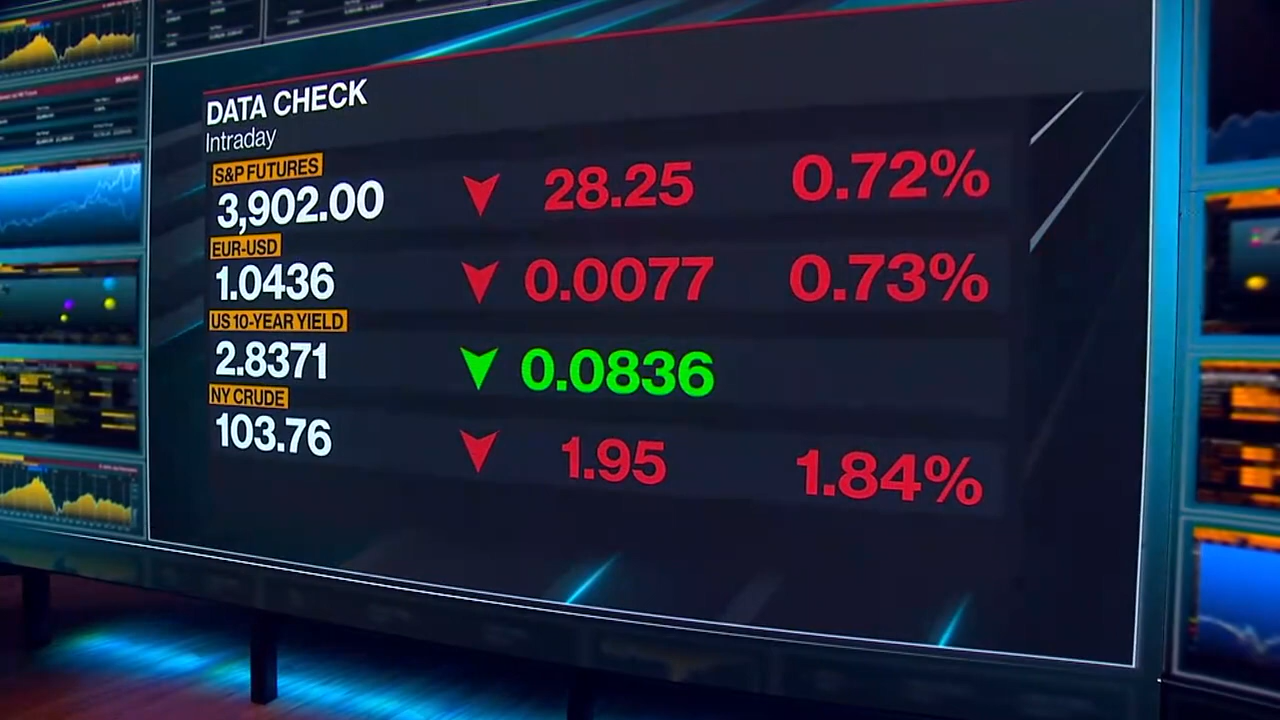 DATA CHECK
Intraday
S&P FUTURES
3,902.00 28.25 0.72%
EUR-USD
1.0436 0.0077 0.73%
US 10-YEAR YIELD
2.8371 0.0836
NY CRUDE
103.76 1.95 1.84%